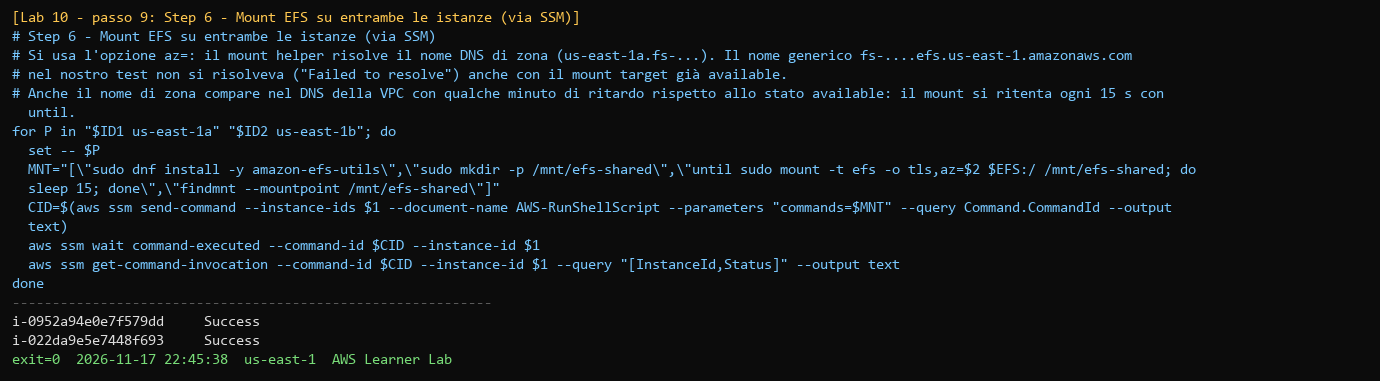 [Lab 10 - passo 9: Step 6 - Mount EFS su entrambe le istanze (via SSM)]
# Step 6 - Mount EFS su entrambe le istanze (via SSM)
# Si usa l'opzione az=: il mount helper risolve il nome DNS di zona (us-east-1a.fs-...). Il nome generico fs-....efs.us-east-1.amazonaws.com
# nel nostro test non si risolveva ("Failed to resolve") anche con il mount target già available.
# Anche il nome di zona compare nel DNS della VPC con qualche minuto di ritardo rispetto allo stato available: il mount si ritenta ogni 15 s con
  until.
for P in "$ID1 us-east-1a" "$ID2 us-east-1b"; do
  set -- $P
  MNT="[\"sudo dnf install -y amazon-efs-utils\",\"sudo mkdir -p /mnt/efs-shared\",\"until sudo mount -t efs -o tls,az=$2 $EFS:/ /mnt/efs-shared; do
  sleep 15; done\",\"findmnt --mountpoint /mnt/efs-shared\"]"
  CID=$(aws ssm send-command --instance-ids $1 --document-name AWS-RunShellScript --parameters "commands=$MNT" --query Command.CommandId --output
  text)
  aws ssm wait command-executed --command-id $CID --instance-id $1
  aws ssm get-command-invocation --command-id $CID --instance-id $1 --query "[InstanceId,Status]" --output text
done
------------------------------------------------------------
i-0952a94e0e7f579dd     Success
i-022da9e5e7448f693     Success
exit=0  2026-11-17 22:45:38  us-east-1  AWS Learner Lab